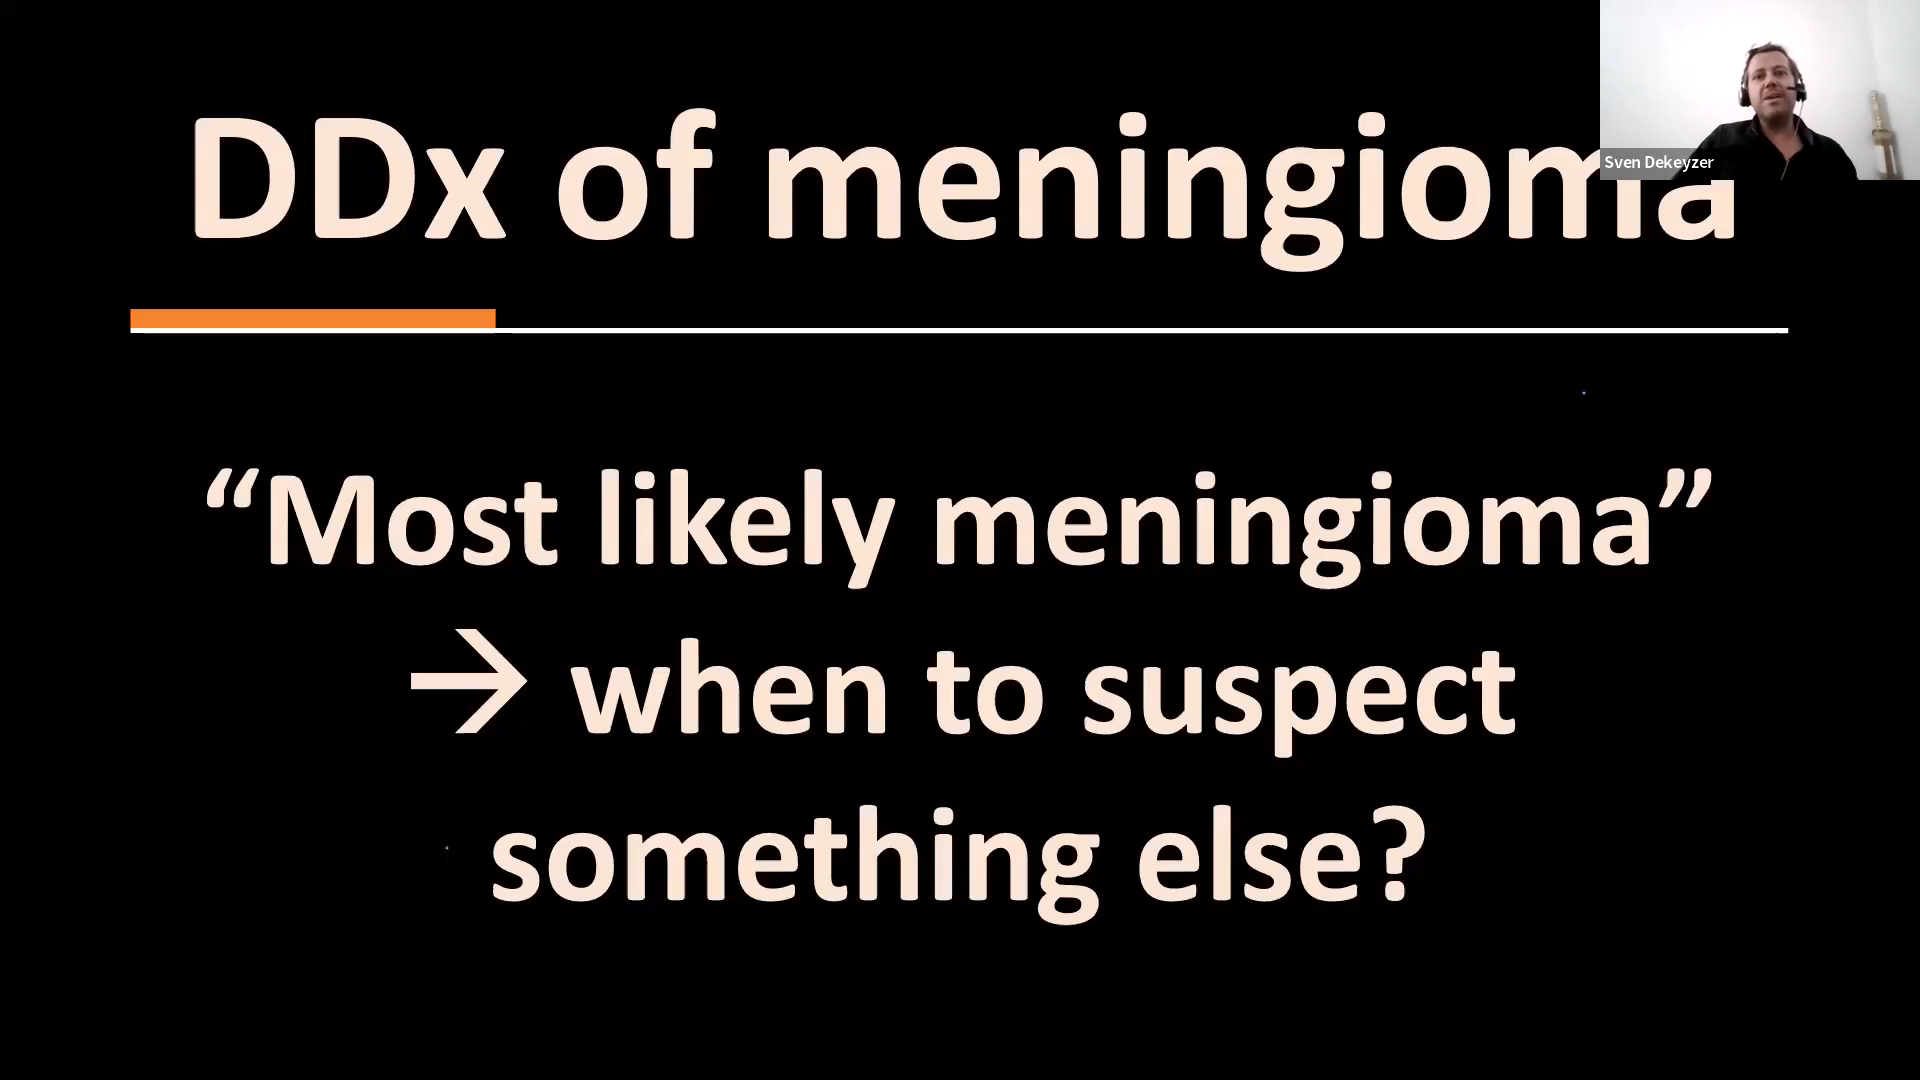 DDx of meningioma
Sven Dekeyzer
“Most likely meningioma”
→ when to suspect
something else?